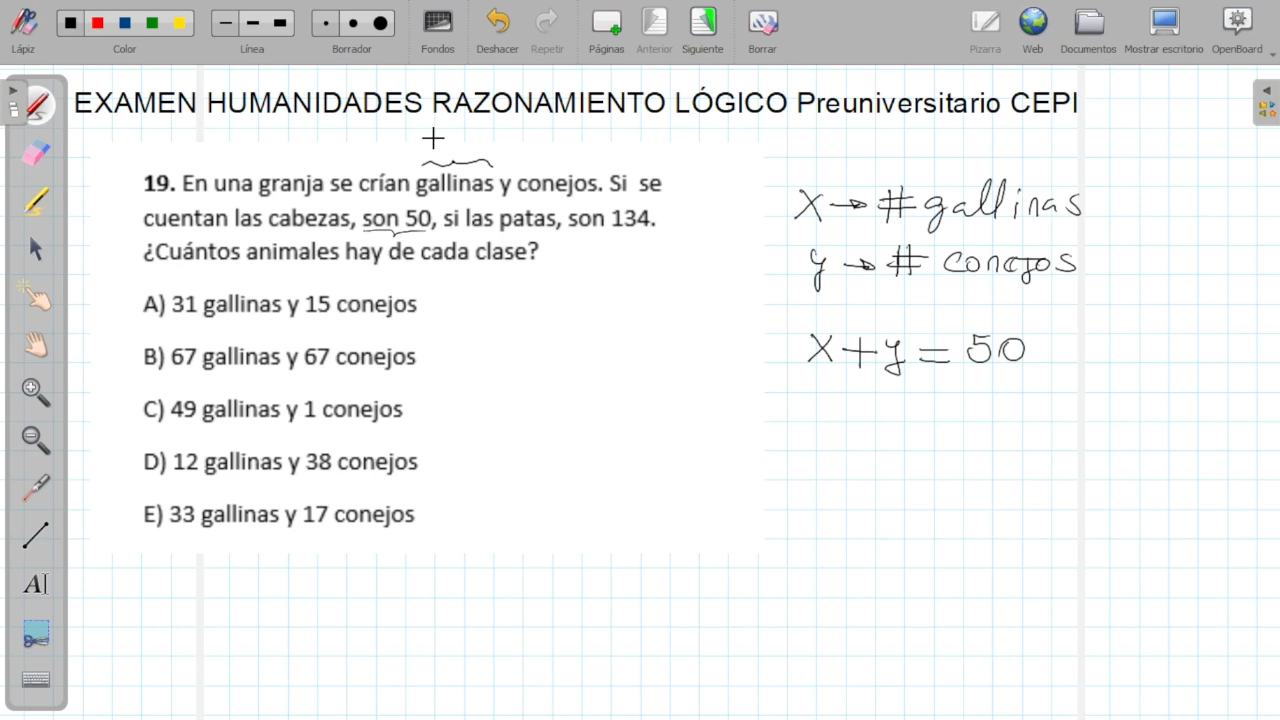 Lápiz
Color
Línea
Borrador
Fondos
Deshacer
Repetir
Páginas
Anterior
Siguiente
Borrar
Pizarra
Web
Documentos
Mostrar escritorio
OpenBoard
EXAMEN HUMANIDADES RAZONAMIENTO LÓGICO Preuniversitario CEPI
19. En una granja se crían gallinas y conejos. Si se
cuentan las cabezas, son 50, si las patas, son 134.
¿Cuántos animales hay de cada clase?
A) 31 gallinas y 15 conejos
B) 67 gallinas y 67 conejos
C) 49 gallinas y 1 conejos
D) 12 gallinas y 38 conejos
E) 33 gallinas y 17 conejos
x → # gallinas
y → # conejos
x + y = 50
AI